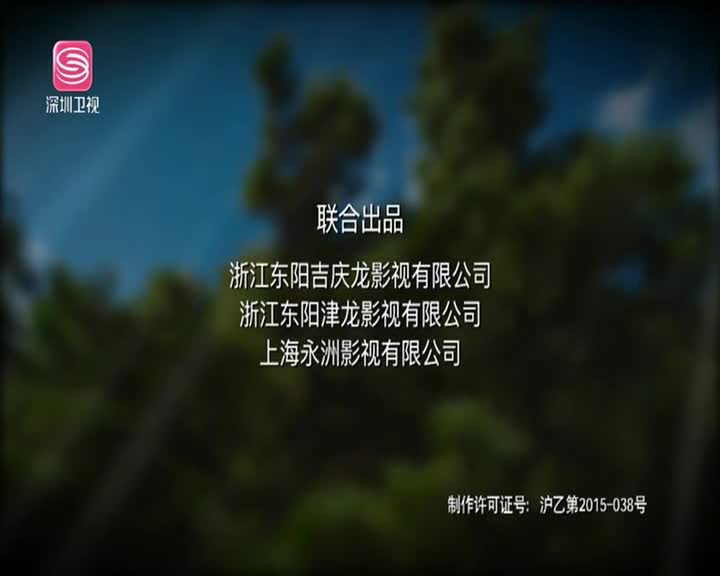 深圳卫视
联合出品
浙江东阳吉庆龙影视有限公司
浙江东阳津龙影视有限公司
上海永洲影视有限公司
制作许可证号: 沪乙第2015-038号